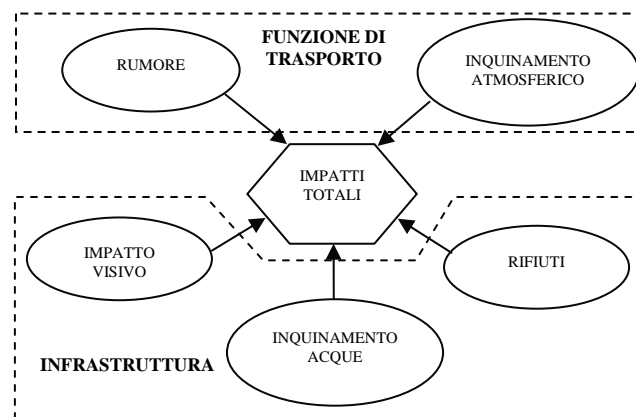 FUNZIONE DI
TRASPORTO
RUMORE
INQUINAMENTO
ATMOSFERICO
IMPATTI
TOTALI
IMPATTO
VISIVO
RIFIUTI
INQUINAMENTO
ACQUE
INFRASTRUTTURA